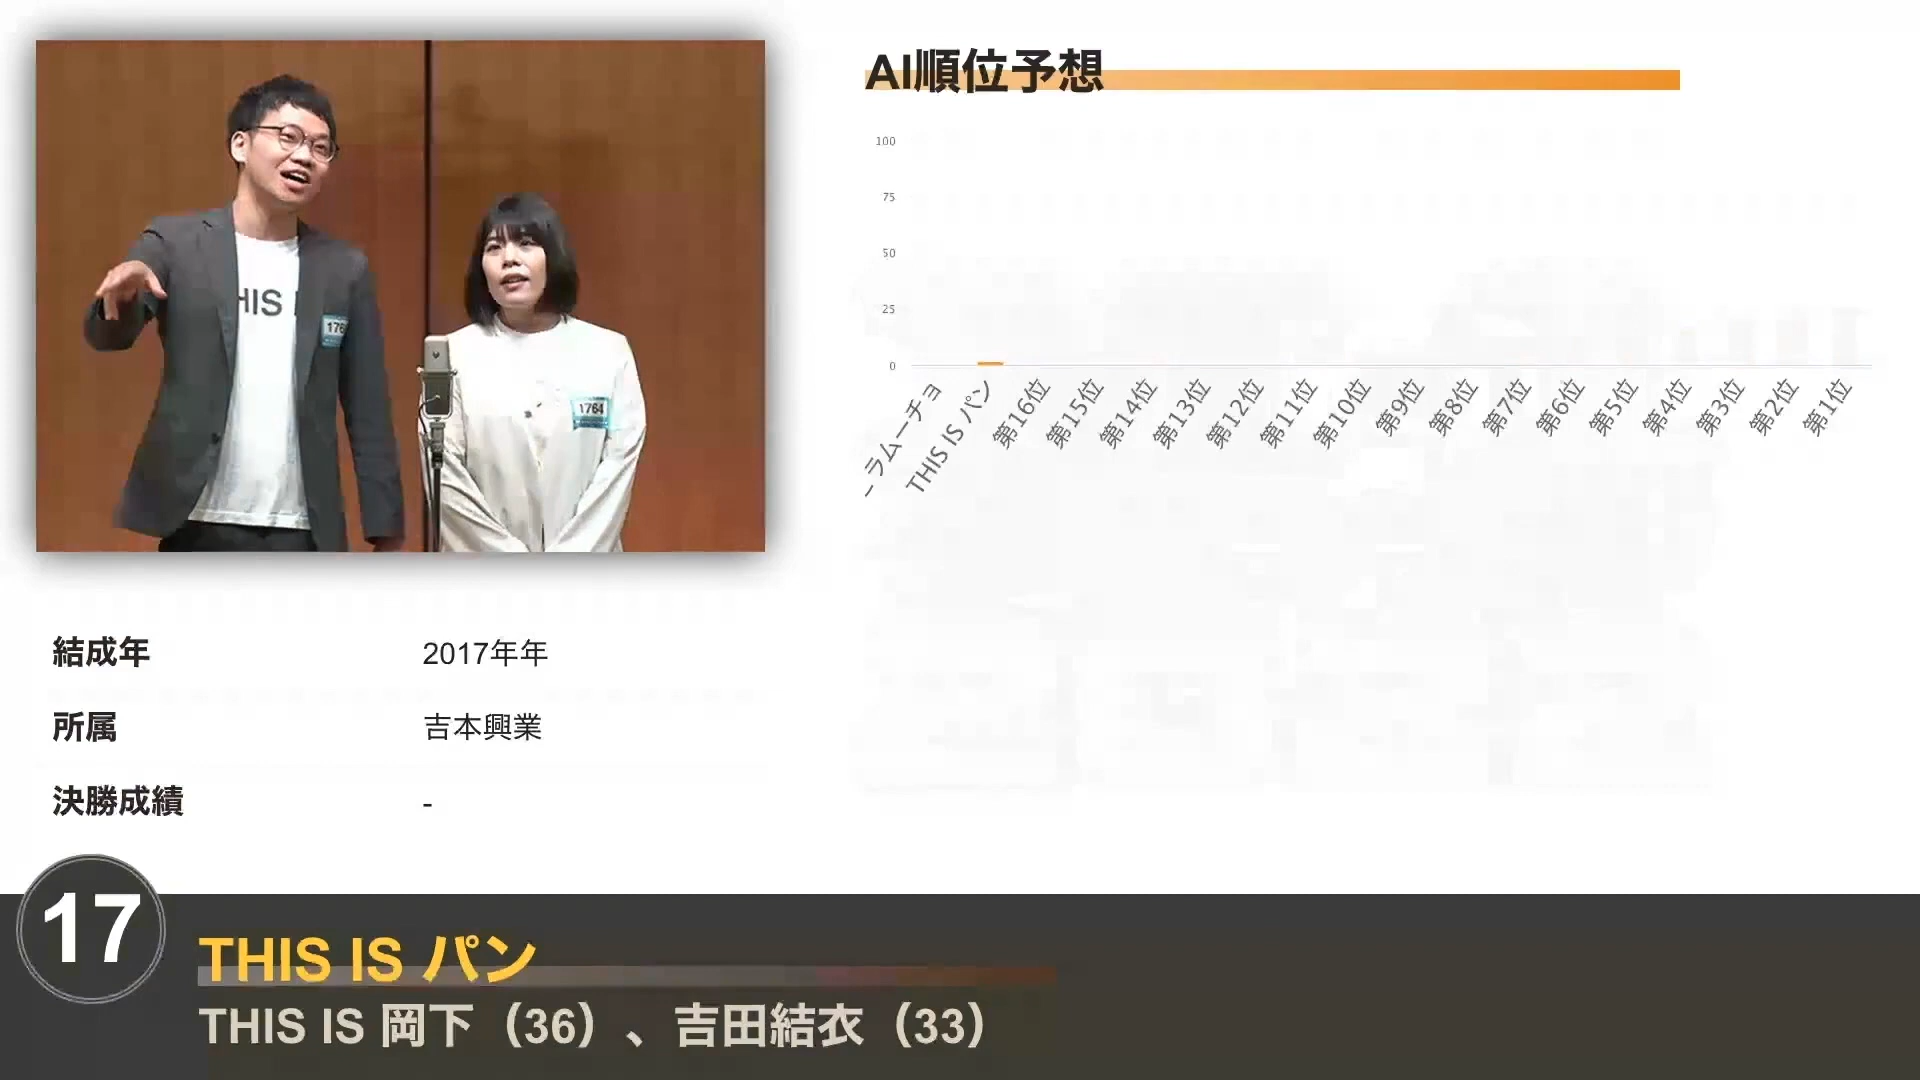 HIS I
176
1764
AI順位予想
100
75
50
25
0
ーラムーチョ
THIS IS パン
第16位
第15位
第14位
第13位
第12位
第11位
第10位
第9位
第8位
第7位
第6位
第5位
第4位
第3位
第2位
第1位
結成年 2017年年
所属 吉本興業
決勝成績 -
17
THIS IS パン
THIS IS 岡下（36）、吉田結衣（33）